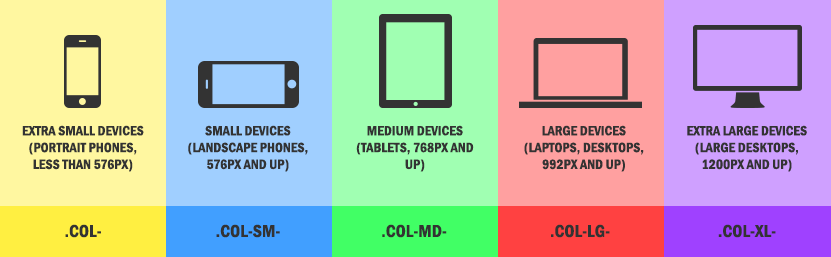 EXTRA SMALL DEVICES
(PORTRAIT PHONES,
LESS THAN 576PX)
.COL-
SMALL DEVICES
(LANDSCAPE PHONES,
576PX AND UP)
.COL-SM-
MEDIUM DEVICES
(TABLETS, 768PX AND
UP)
.COL-MD-
LARGE DEVICES
(LAPTOPS, DESKTOPS,
992PX AND UP)
.COL-LG-
EXTRA LARGE DEVICES
(LARGE DESKTOPS,
1200PX AND UP)
.COL-XL-